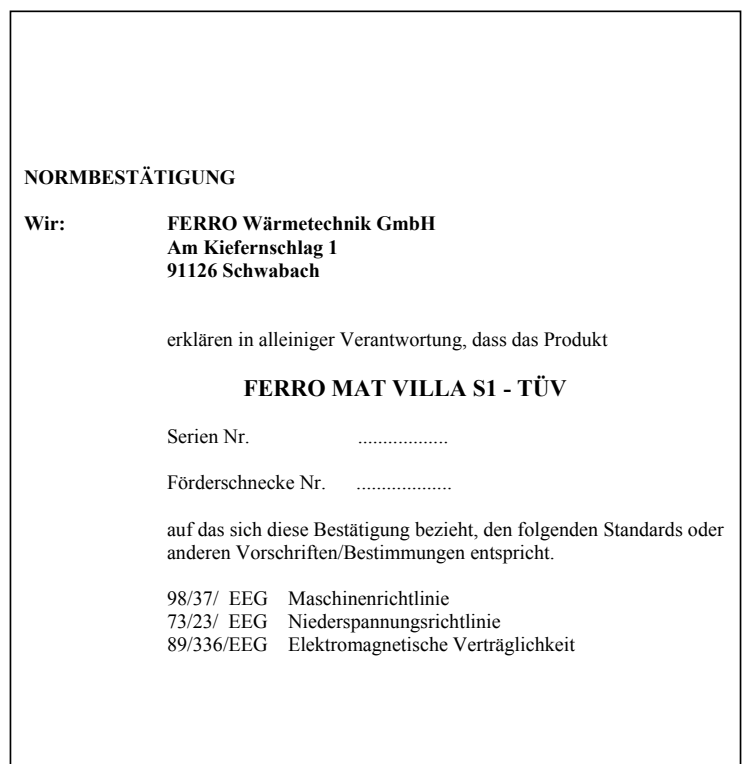 NORMBESTÄTIGUNG
Wir: FERRO Wärmetechnik GmbH
Am Kiefernschlag 1
91126 Schwabach
erklären in alleiniger Verantwortung, dass das Produkt
FERRO MAT VILLA S1 - TÜV
Serien Nr. ..................
Förderschnecke Nr. ...................
auf das sich diese Bestätigung bezieht, den folgenden Standards oder
anderen Vorschriften/Bestimmungen entspricht.
98/37/ EEG Maschinenrichtlinie
73/23/ EEG Niederspannungsrichtlinie
89/336/EEG Elektromagnetische Verträglichkeit